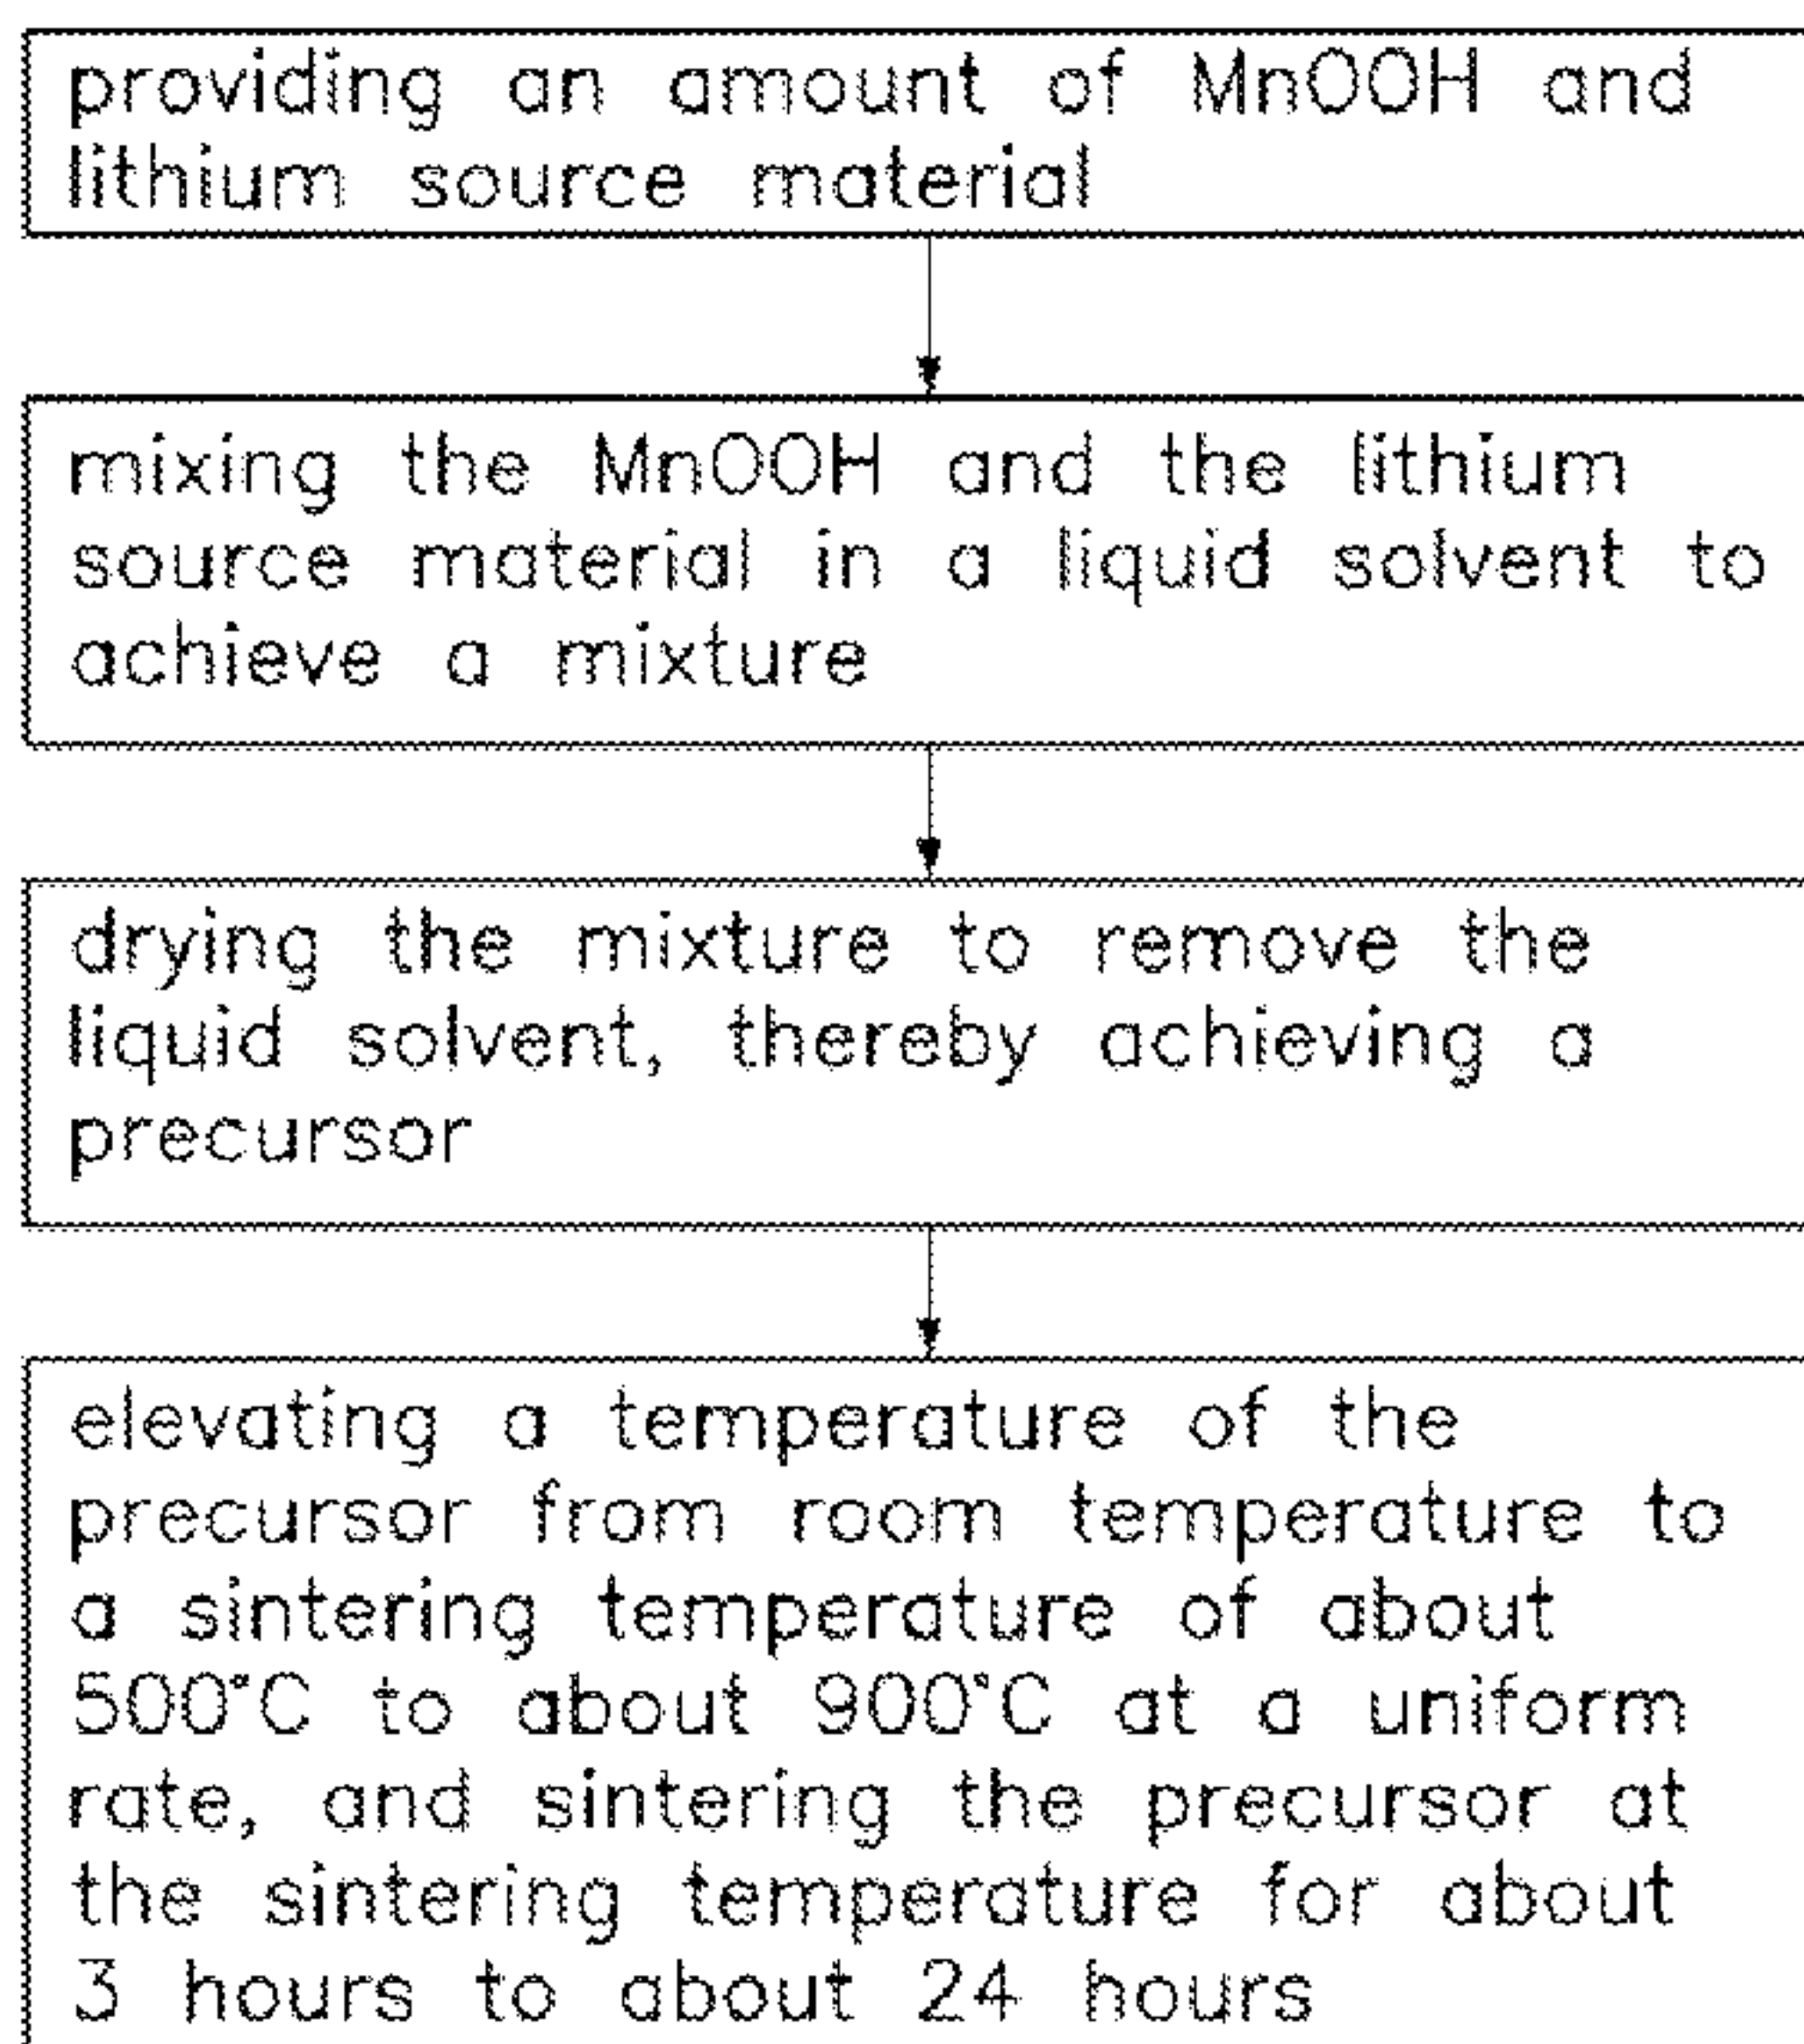 providing an amount of MnOOH and
lithium source material
mixing the MnOOH and the lithium
source material in a liquid solvent to
achieve a mixture
drying the mixture to remove the
liquid solvent, thereby achieving a
precursor
elevating a temperature of the
precursor from room temperature to
a sintering temperature of about
500°C to about 900°C at a uniform
rate, and sintering the precursor at
the sintering temperature for about
3 hours to about 24 hours